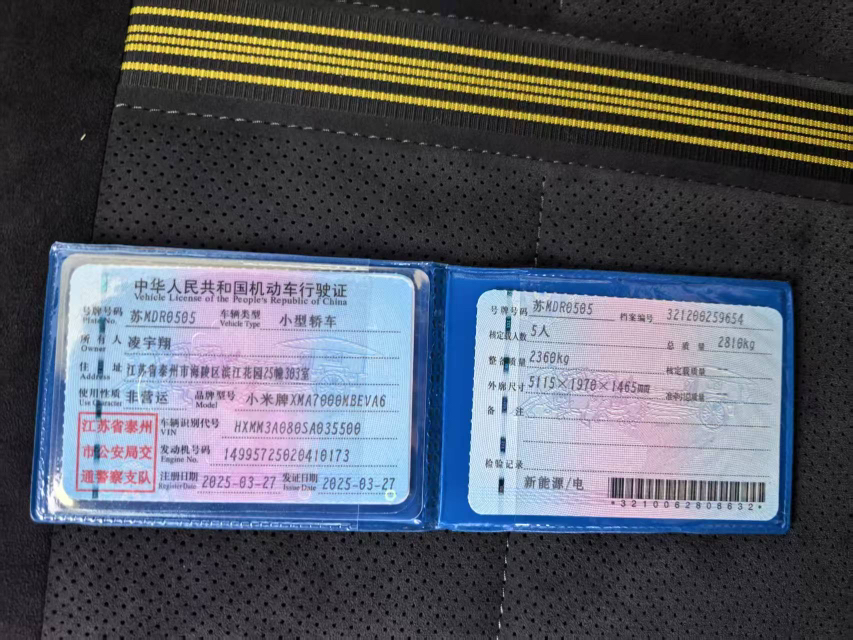 中华人民共和国机动车行驶证
Vehicle License of the People's Republic of China
号牌号码 苏MDR0505 车辆类型 小型轿车
Plate No. Vehicle Type
所有人 凌宇翔
Owner
住址 江苏省泰州市海陵区滨江花园25幢303室
Address
使用性质 非营运 品牌型号 小米牌XMA7000MBEVA6
Use Character Model
江苏省泰州
市公安局交
通警察支队
车辆识别代号 HXMM3A080SA035500
VIN
发动机号码 14995725020410173
Engine No.
注册日期 2025-03-27 发证日期 2025-03-27
Register Date Issue Date
号牌号码 苏MDR0505 档案编号 321200259654
核定载人数 5人 总质量 2810kg
整备质量 2360kg 核定载质量
外廓尺寸 5115×1970×1465mm 准牵引总质量
备注
检验记录
新能源/电
*3210062808632*